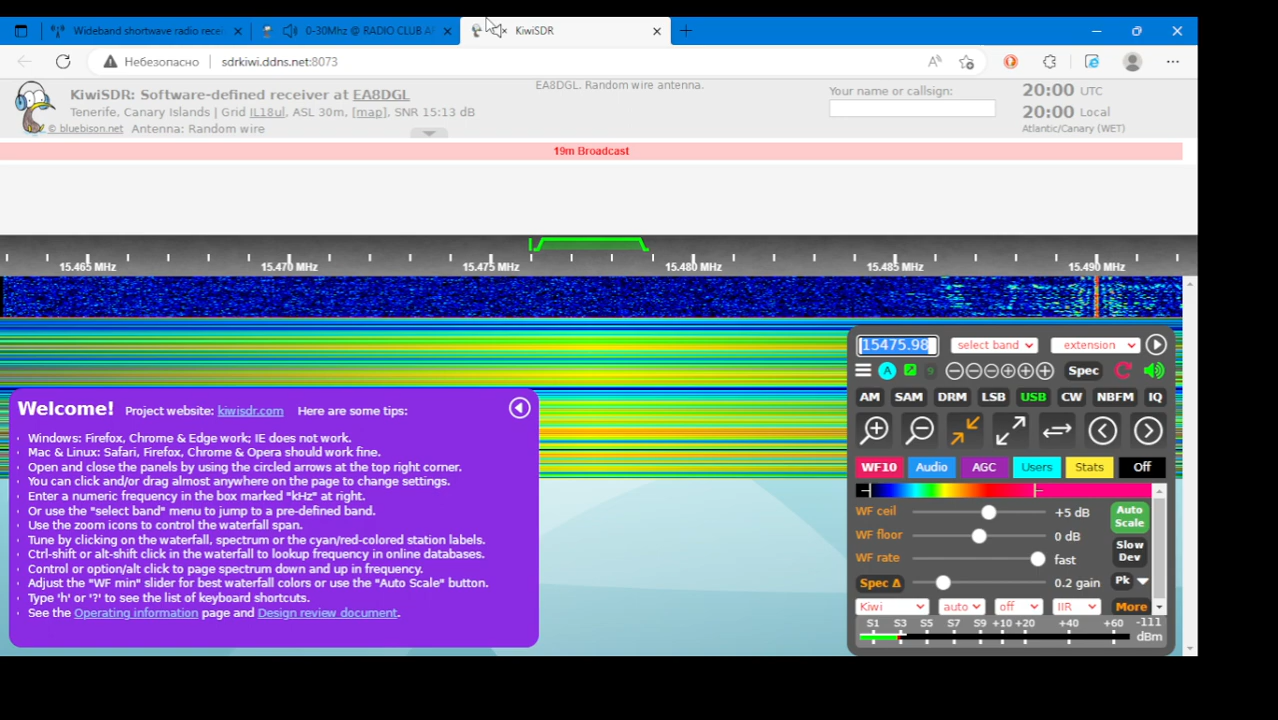 Wideband shortwave radio recei
0-30Mhz @ RADIO CLUB A
KiwiSDR
Небезопасно
sdrkiwi.ddns.net:8073
KiwiSDR: Software-defined receiver at EA8DGL
Tenerife, Canary Islands | Grid IL18ul, ASL 30m, [map], SNR 15:13 dB
© bluebison.net Antenna: Random wire
EA8DGL. Random wire antenna.
Your name or callsign:
20:00 UTC
20:00 Local
Atlantic/Canary (WET)
19m Broadcast
15.465 MHz 15.470 MHz 15.475 MHz 15.480 MHz 15.485 MHz 15.490 MHz
15475.98 select band extension
A 9 Spec
AM SAM DRM LSB USB CW NBFM IQ
WF10 Audio AGC Users Stats Off
WF ceil +5 dB
Auto Scale
WF floor 0 dB
WF rate fast
Slow Dev
Spec Δ 0.2 gain Pk
Kiwi auto off IIR More
S1 S3 S5 S7 S9 +10 +20 +40 +60 -111 dBm
Welcome! Project website: kiwisdr.com Here are some tips:
· Windows: Firefox, Chrome & Edge work; IE does not work.
· Mac & Linux: Safari, Firefox, Chrome & Opera should work fine.
· Open and close the panels by using the circled arrows at the top right corner.
· You can click and/or drag almost anywhere on the page to change settings.
· Enter a numeric frequency in the box marked "kHz" at right.
· Or use the "select band" menu to jump to a pre-defined band.
· Use the zoom icons to control the waterfall span.
· Tune by clicking on the waterfall, spectrum or the cyan/red-colored station labels.
· Ctrl-shift or alt-shift click in the waterfall to lookup frequency in online databases.
· Control or option/alt click to page spectrum down and up in frequency.
· Adjust the "WF min" slider for best waterfall colors or use the "Auto Scale" button.
· Type 'h' or '?' to see the list of keyboard shortcuts.
· See the Operating information page and Design review document.